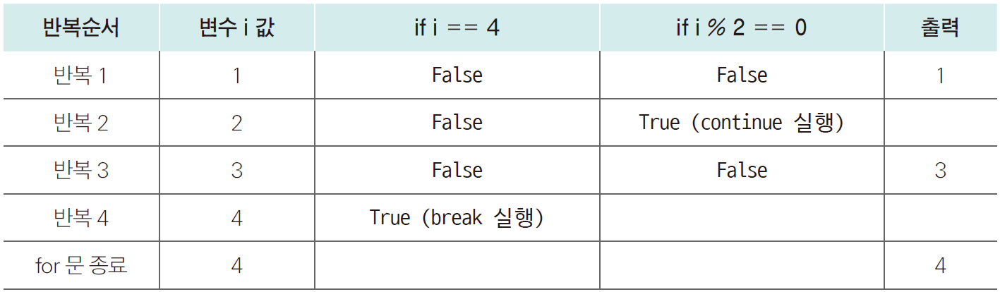 반복순서 변수 i 값 if i == 4 if i % 2 == 0 출력
반복 1 1 False False 1
반복 2 2 False True (continue 실행)
반복 3 3 False False 3
반복 4 4 True (break 실행)
for 문 종료 4 4